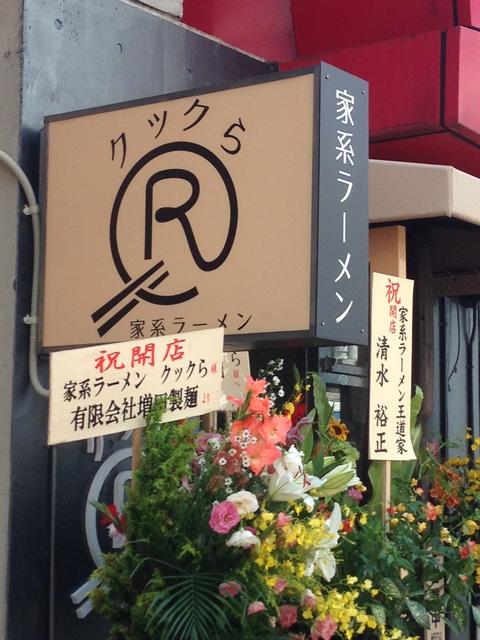 クックら
R
家系ラーメン
家系ラーメン
祝開店
家系ラーメン クックら 様
有限会社増田製麺 より
祝
開店
家系ラーメン王道家
清水 裕正